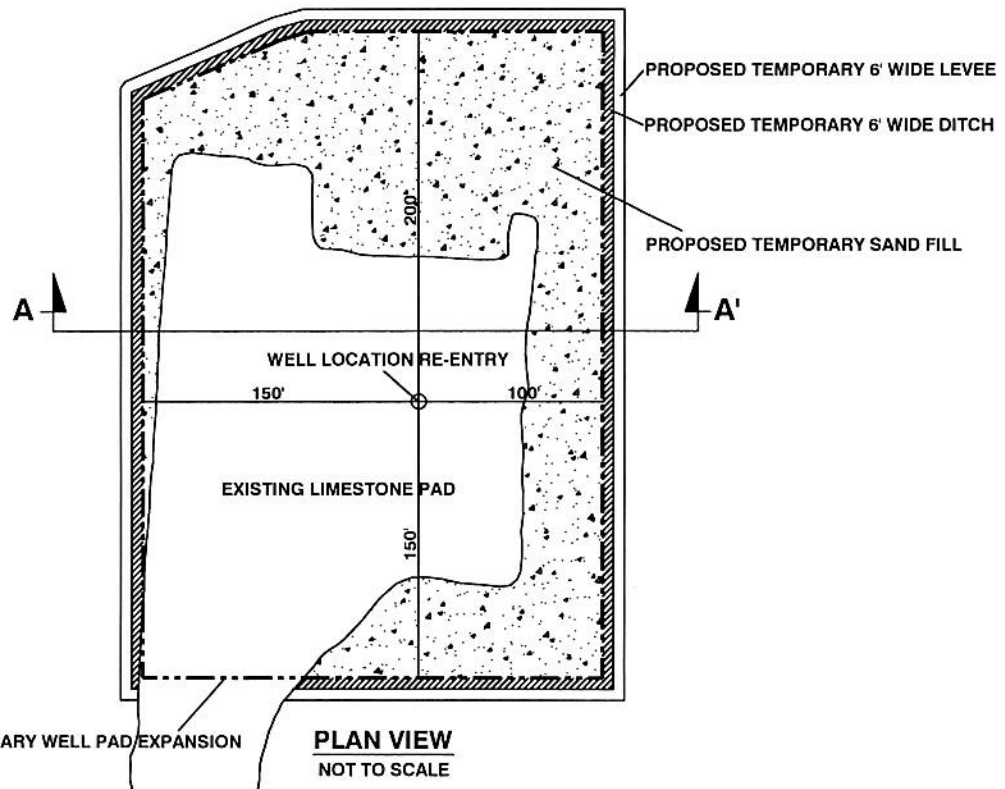 PROPOSED TEMPORARY 6' WIDE LEVEE
PROPOSED TEMPORARY 6' WIDE DITCH
200'
PROPOSED TEMPORARY SAND FILL
A
A'
WELL LOCATION RE-ENTRY
150'
100'
EXISTING LIMESTONE PAD
150'
WELL PAD EXPANSION
PLAN VIEW
NOT TO SCALE